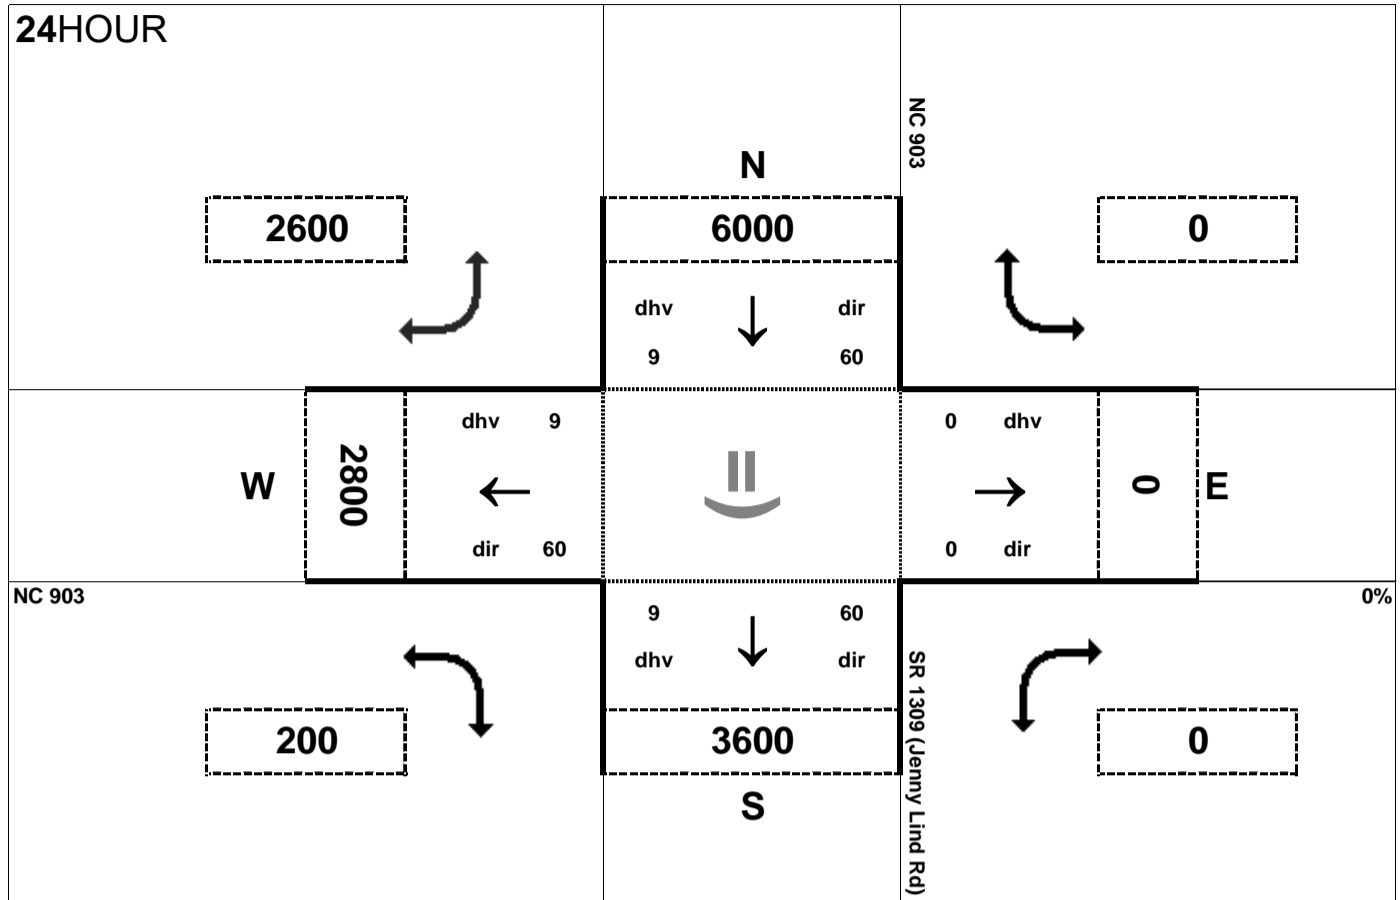 24HOUR
NC 903
N
2600
6000
0
dhv
dir
9
60
dhv 9
0 dhv
W
2800
0
E
dir 60
0 dir
NC 903
0%
9
60
dhv
dir
SR 1309 (Jenny Lind Rd)
200
3600
0
S